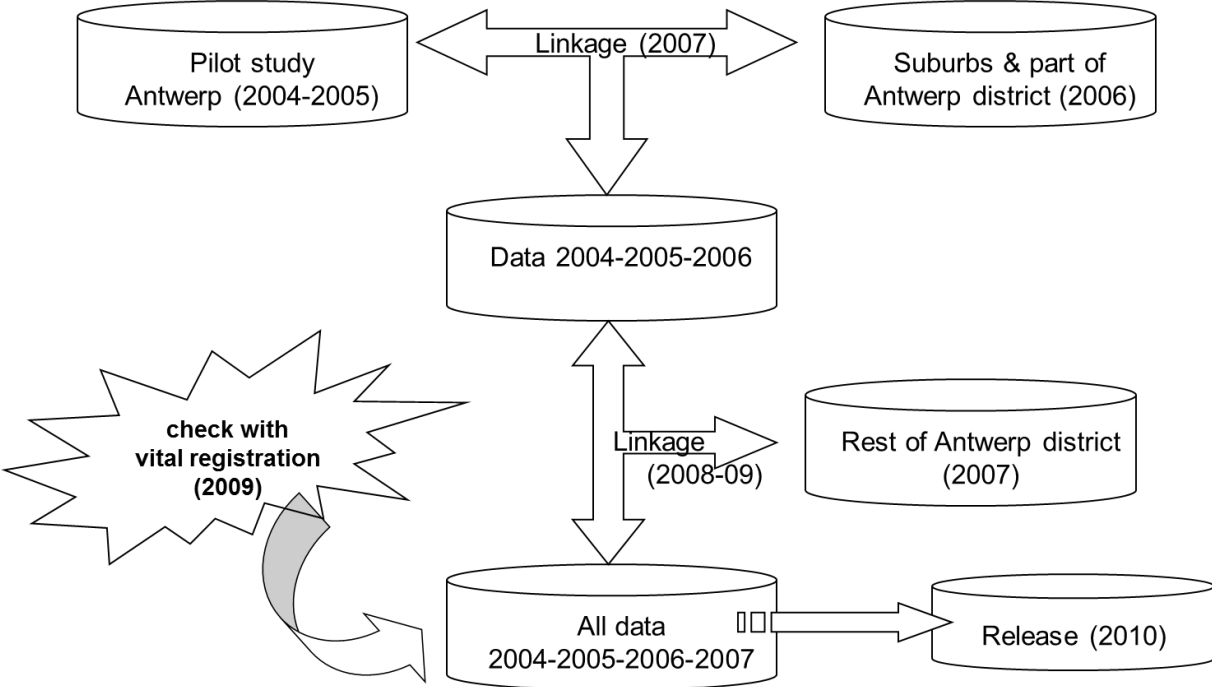 Pilot study
Antwerp (2004-2005)
Linkage (2007)
Suburbs & part of
Antwerp district (2006)
Data 2004-2005-2006
check with
vital registration
(2009)
Linkage
(2008-09)
Rest of Antwerp district
(2007)
All data
2004-2005-2006-2007
Release (2010)